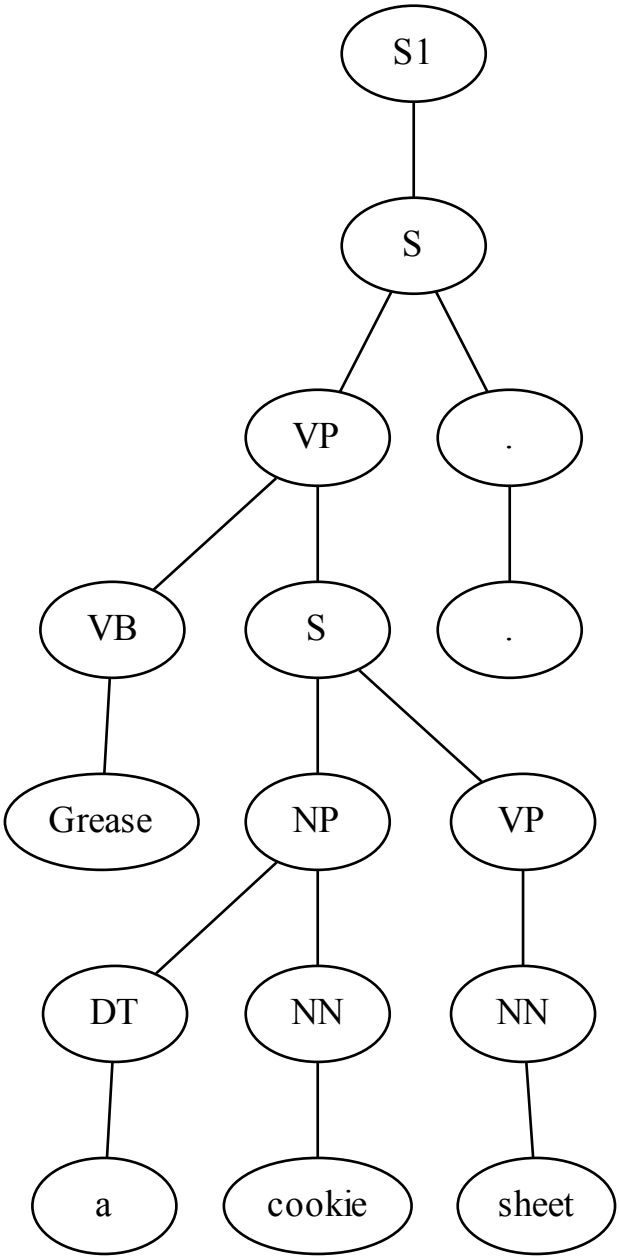 S1
S
VP .
VB S .
Grease NP VP
DT NN NN
a cookie sheet